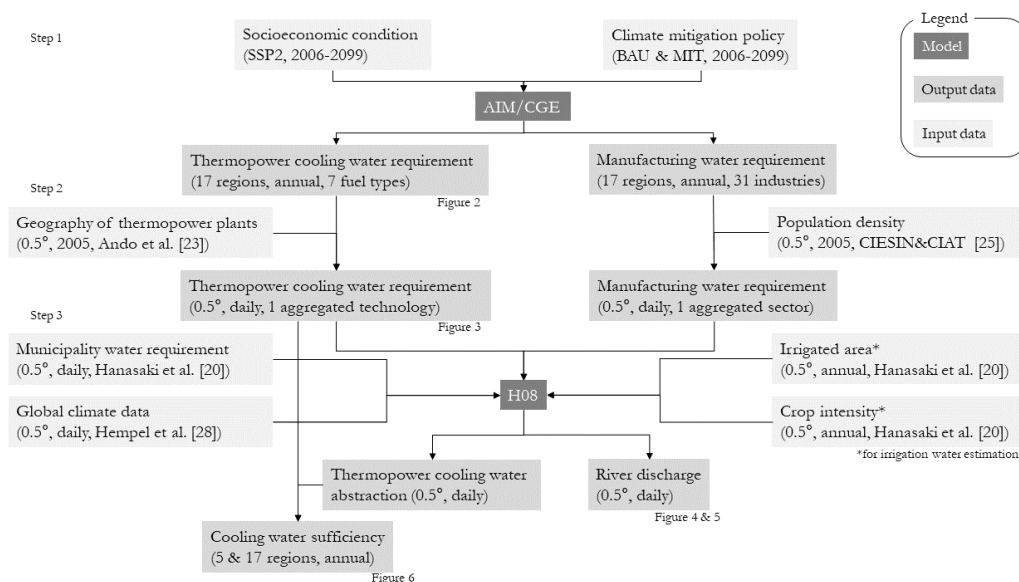 Step 1
Socioeconomic condition
(SSP2, 2006-2099)
Climate mitigation policy
(BAU & MIT, 2006-2099)
Legend
Model
Output data
Input data
AIM/CGE
Thermopower cooling water requirement
(17 regions, annual, 7 fuel types)
Figure 2
Manufacturing water requirement
(17 regions, annual, 31 industries)
Step 2
Geography of thermopower plants
(0.5°, 2005, Ando et al. [23])
Population density
(0.5°, 2005, CIESIN&CIAT [25])
Thermopower cooling water requirement
(0.5°, daily, 1 aggregated technology)
Figure 3
Manufacturing water requirement
(0.5°, daily, 1 aggregated sector)
Step 3
Municipality water requirement
(0.5°, daily, Hanasaki et al. [20])
Irrigated area*
(0.5°, annual, Hanasaki et al. [20])
H08
Global climate data
(0.5°, daily, Hempel et al. [28])
Crop intensity*
(0.5°, annual, Hanasaki et al. [20])
*for irrigation water estimation
Thermopower cooling water
abstraction (0.5°, daily)
River discharge
(0.5°, daily)
Figure 4 & 5
Cooling water sufficiency
(5 & 17 regions, annual)
Figure 6